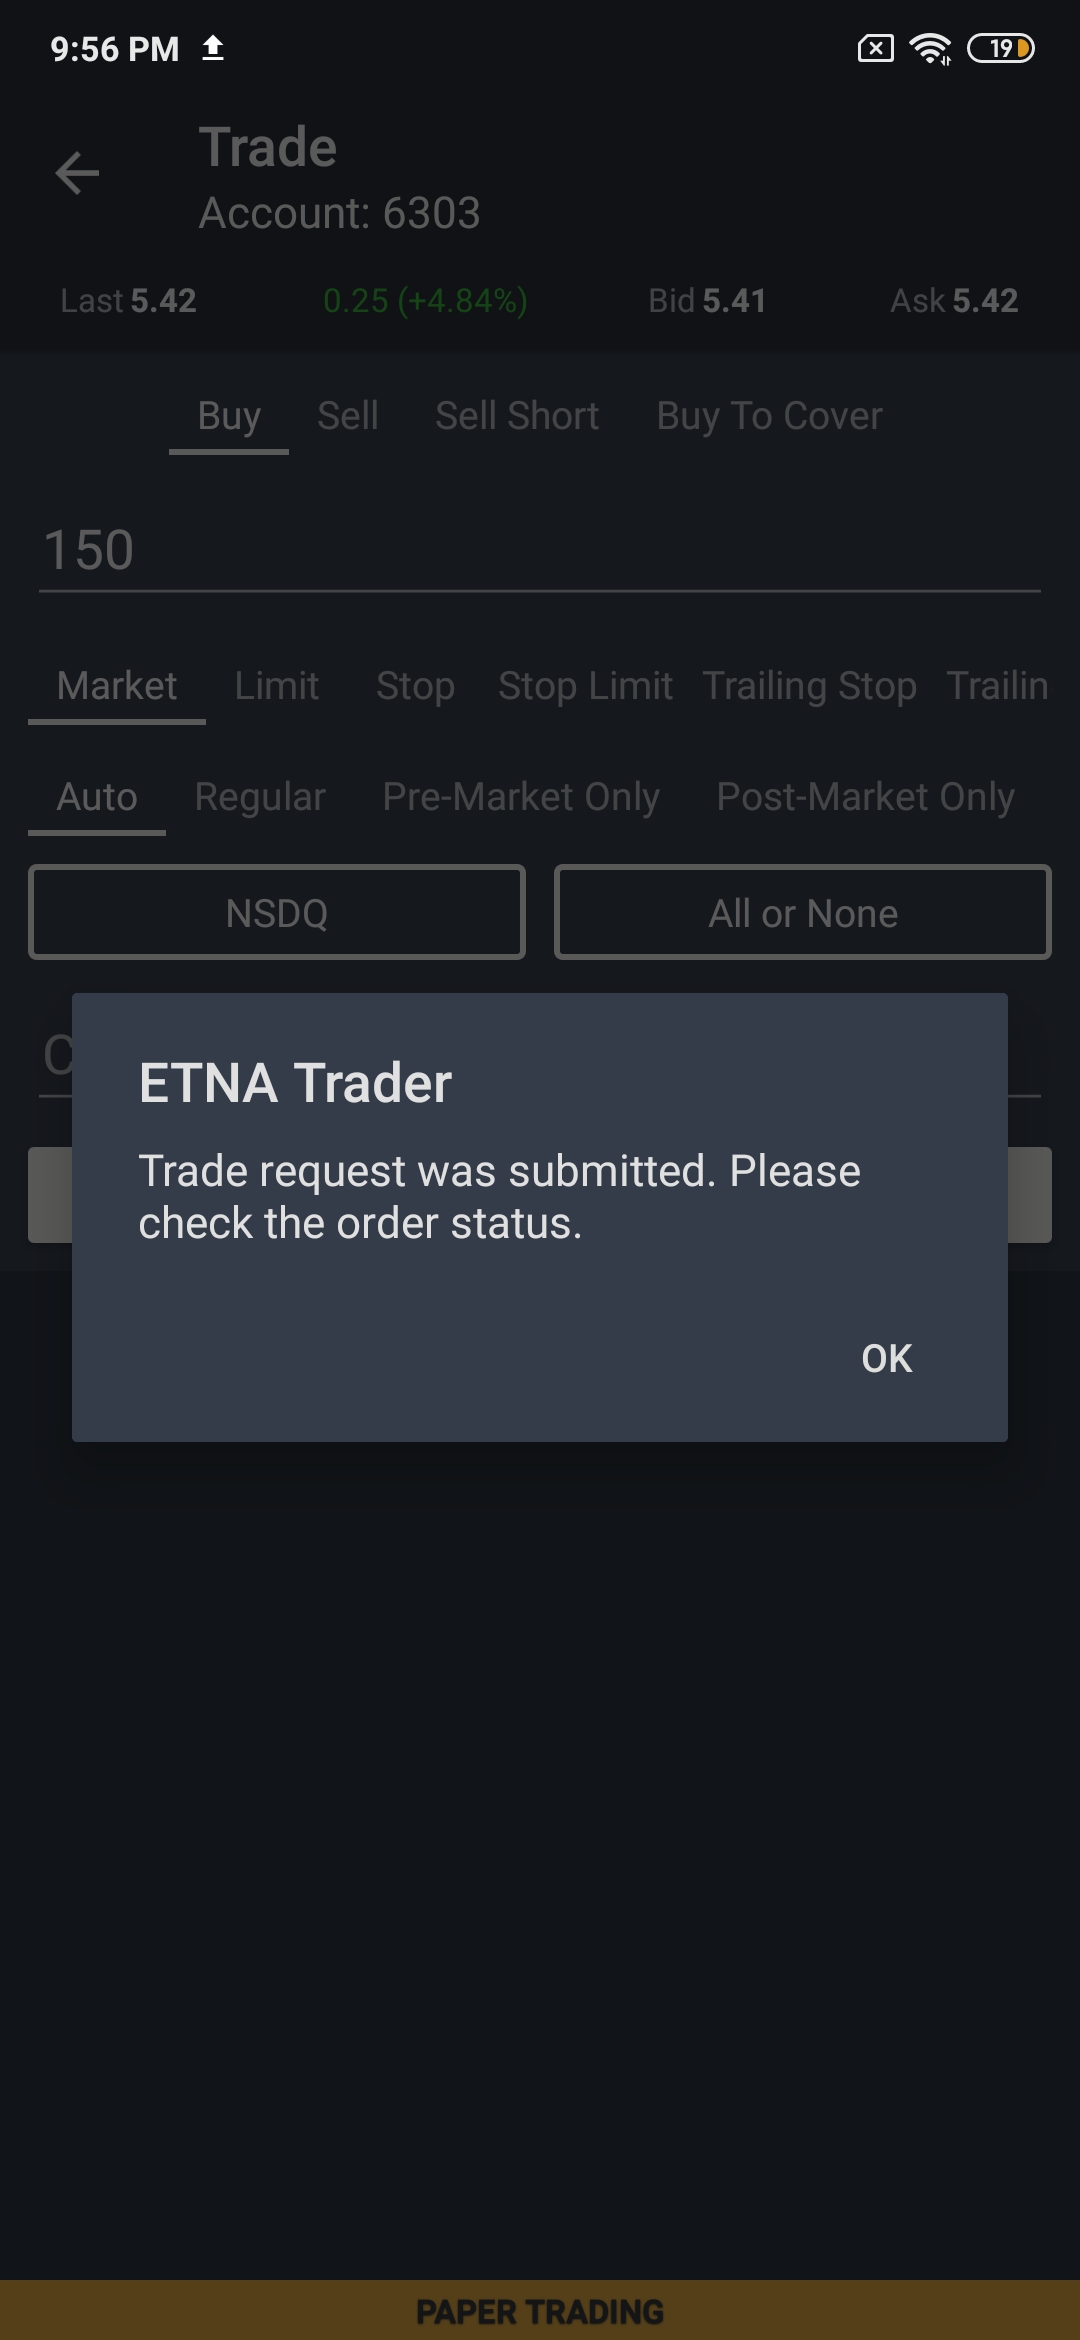 9:56 PM
19
Trade
Account: 6303
Last 5.42 0.25 (+4.84%) Bid 5.41 Ask 5.42
Buy Sell Sell Short Buy To Cover
150
Market Limit Stop Stop Limit Trailing Stop Trailin
Auto Regular Pre-Market Only Post-Market Only
NSDQ All or None
C
ETNA Trader
Trade request was submitted. Please
check the order status.
OK
PAPER TRADING